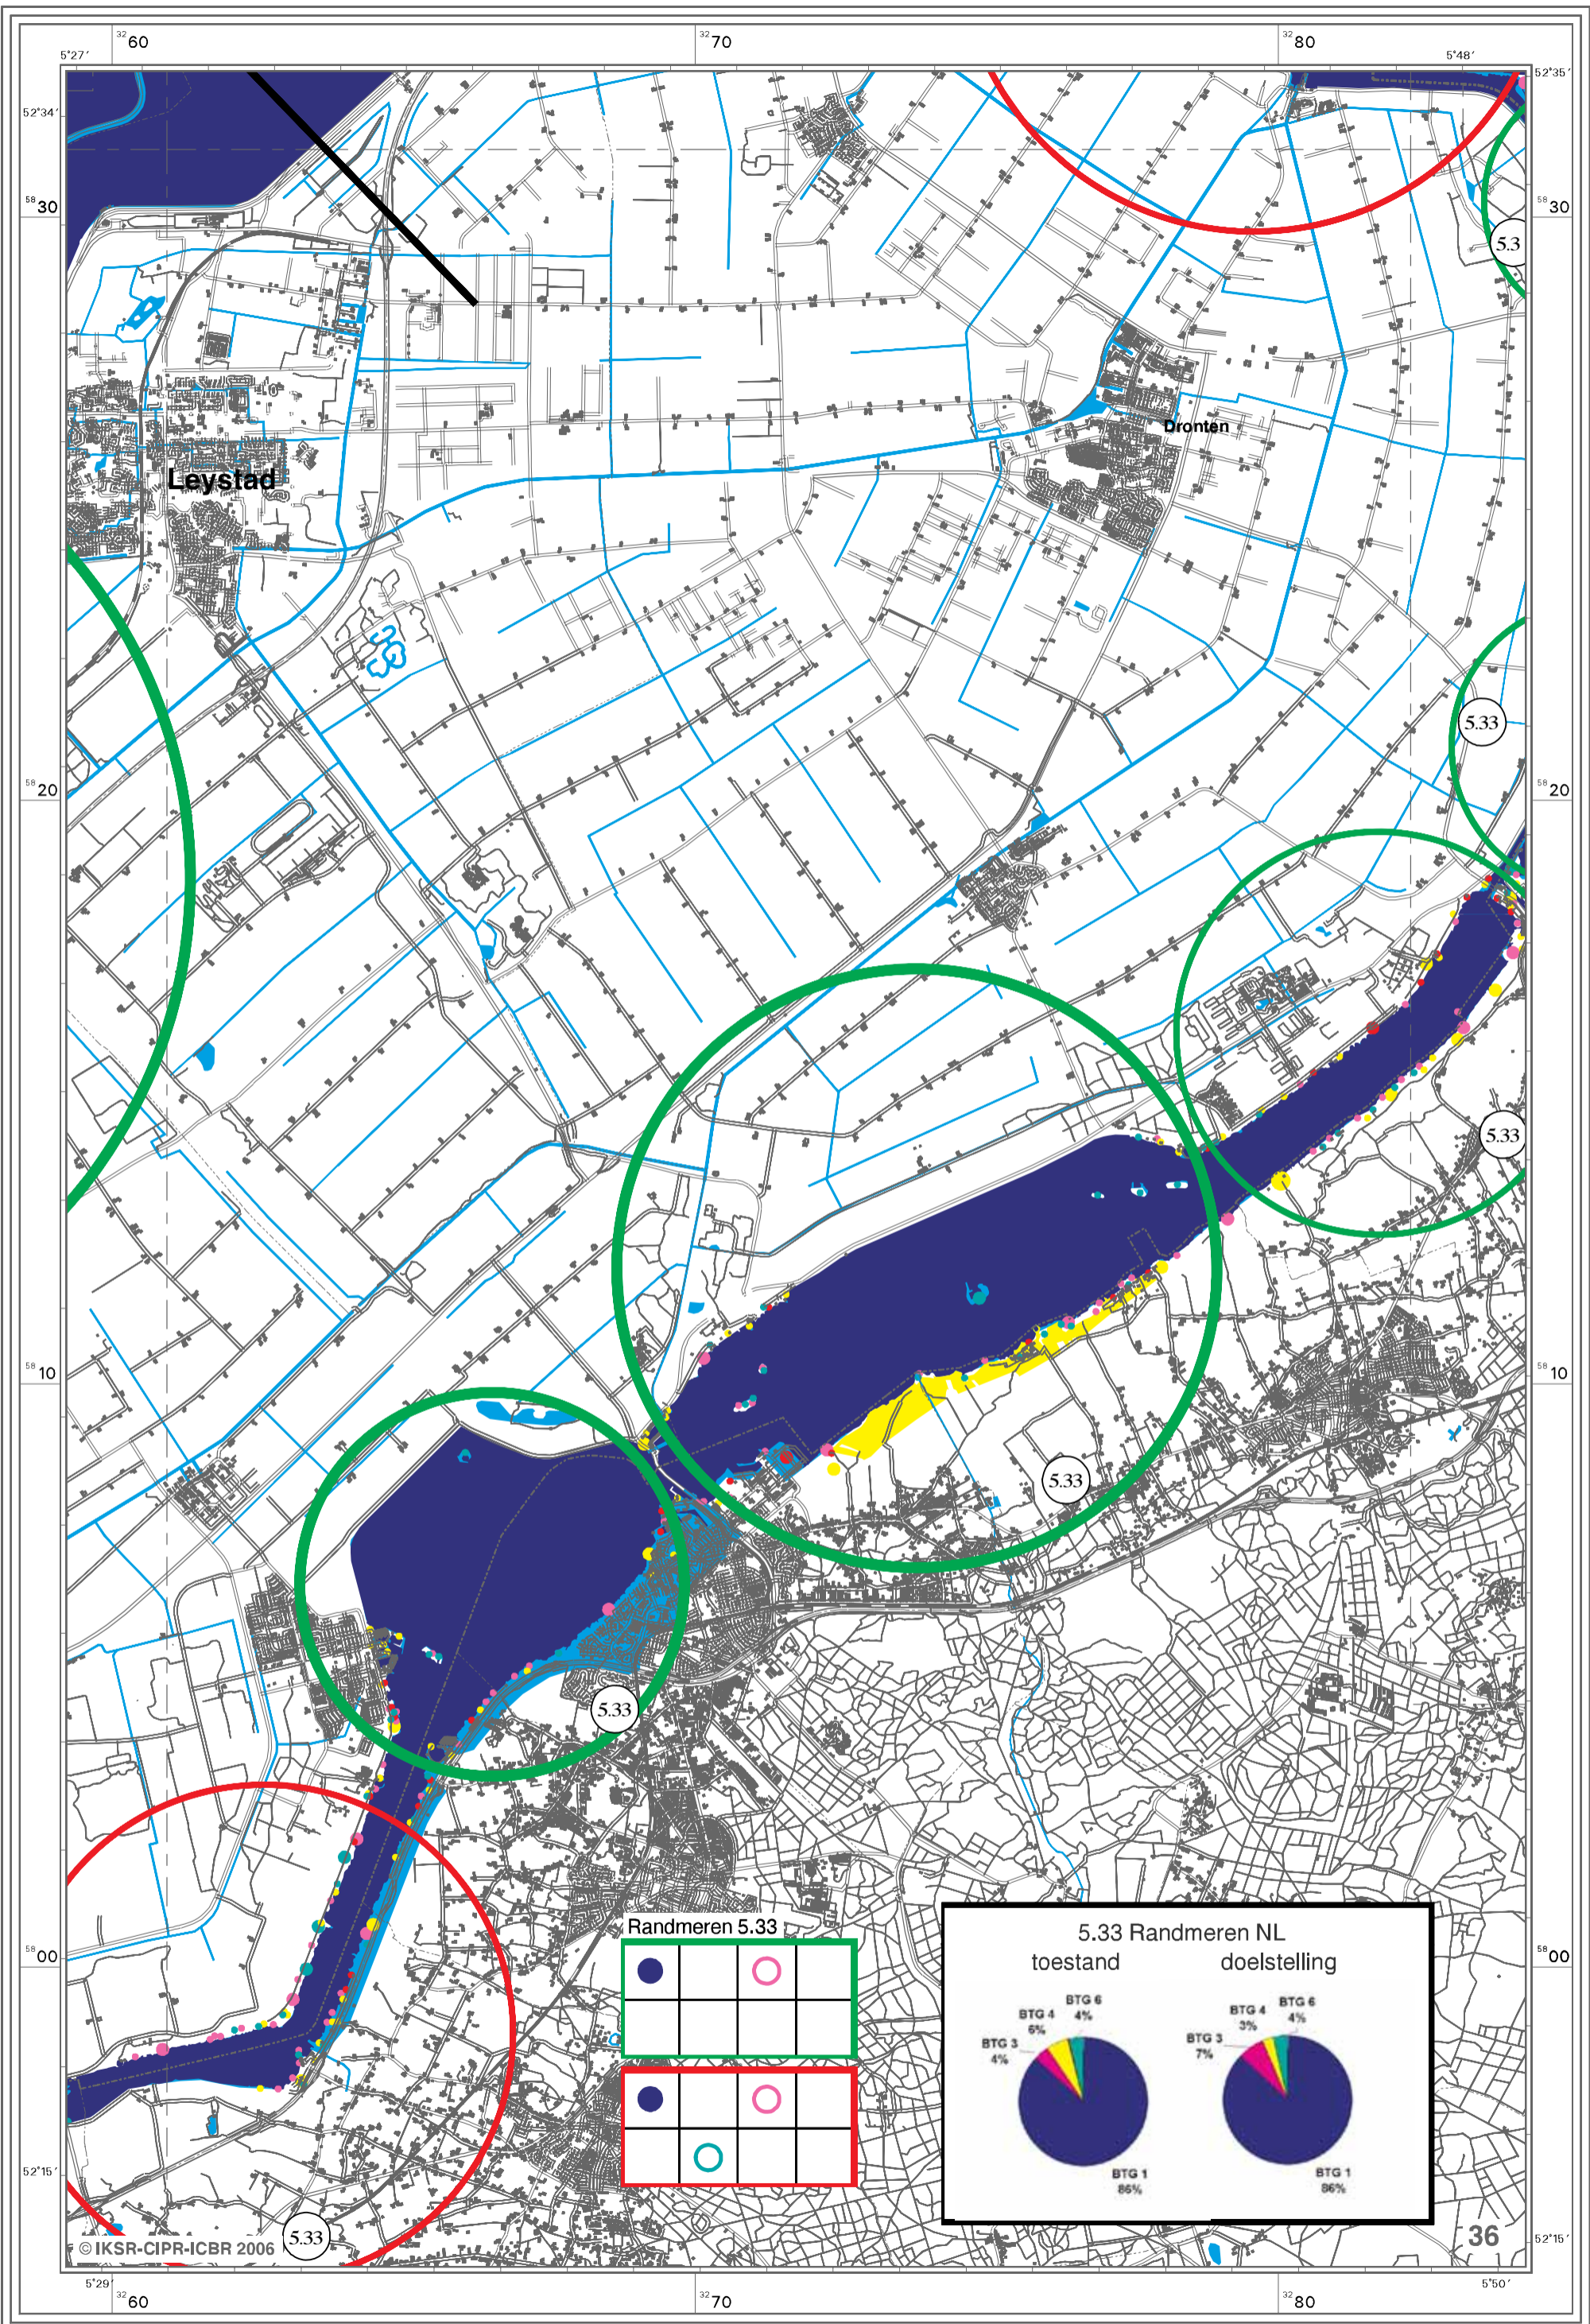 32 60
32 70
32 80
5°27′
5°48′
52°35′
52°34′
58 30
58 30
5.3
Dronten
Leystad
5.33
58 20
58 20
5.33
58 10
58 10
5.33
5.33
Randmeren 5.33
5.33 Randmeren NL
toestand doelstelling
58 00
58 00
BTG 6
4%
BTG 4
6%
BTG 3
4%
BTG 1
86%
BTG 6
4%
BTG 4
3%
BTG 3
7%
BTG 1
86%
52°15′
52°15′
5.33
© IKSR-CIPR-ICBR 2006
36
5°29′
5°50′
32 60
32 70
32 80